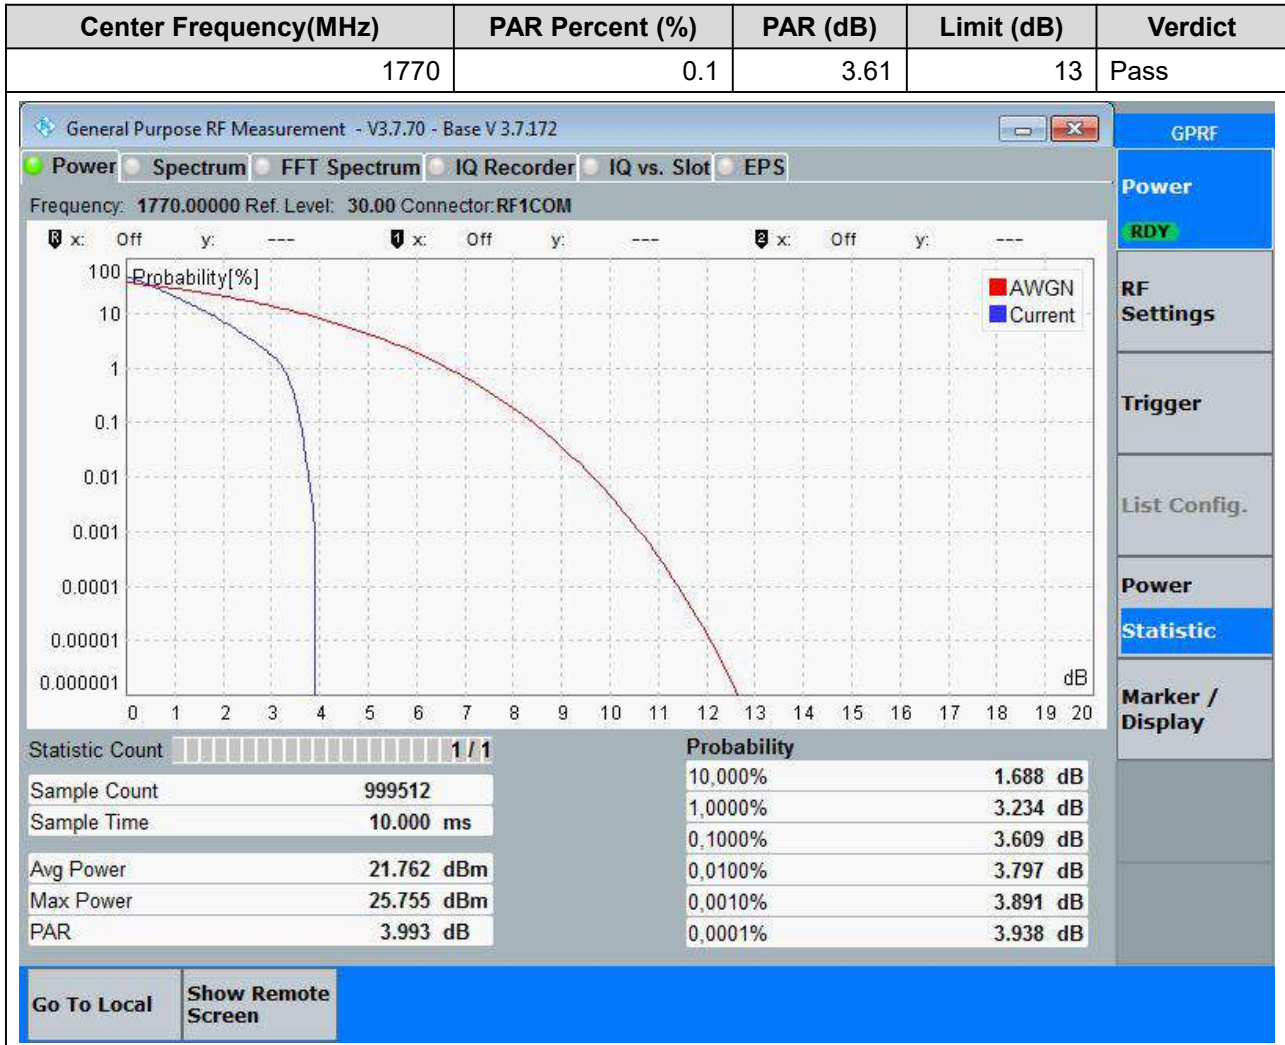 Center Frequency(MHz) PAR Percent (%) PAR (dB) Limit (dB) Verdict
1770 0.1 3.61 13 Pass
General Purpose RF Measurement - V3.7.70 - Base V 3.7.172
GPRF
Power Spectrum FFT Spectrum IQ Recorder IQ vs. Slot EPS
Frequency: 1770.00000 Ref. Level: 30.00 Connector: RF1COM
R x: Off y: --- 1 x: Off y: --- 2 x: Off y: ---
Probability[%]
AWGN
Current
100
10
1
0.1
0.01
0.001
0.0001
0.00001
0.000001
dB
0 1 2 3 4 5 6 7 8 9 10 11 12 13 14 15 16 17 18 19 20
Statistic Count 1 / 1
Sample Count 999512
Sample Time 10.000 ms
Avg Power 21.762 dBm
Max Power 25.755 dBm
PAR 3.993 dB
Probability
10,000% 1.688 dB
1,0000% 3.234 dB
0,1000% 3.609 dB
0,0100% 3.797 dB
0,0010% 3.891 dB
0,0001% 3.938 dB
Power
RDY
RF
Settings
Trigger
List Config.
Power
Statistic
Marker /
Display
Go To Local
Show Remote
Screen